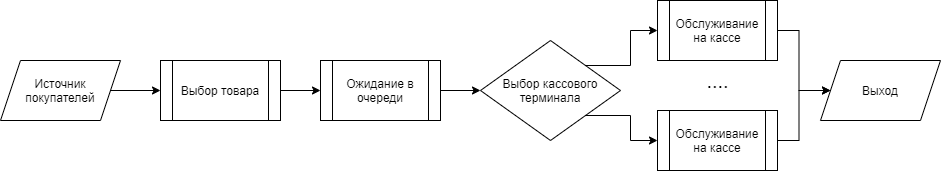 Источник
покупателей
Выбор товара
Ожидание в
очереди
Выбор кассового
терминала
Обслуживание
на кассе
....
Обслуживание
на кассе
Выход